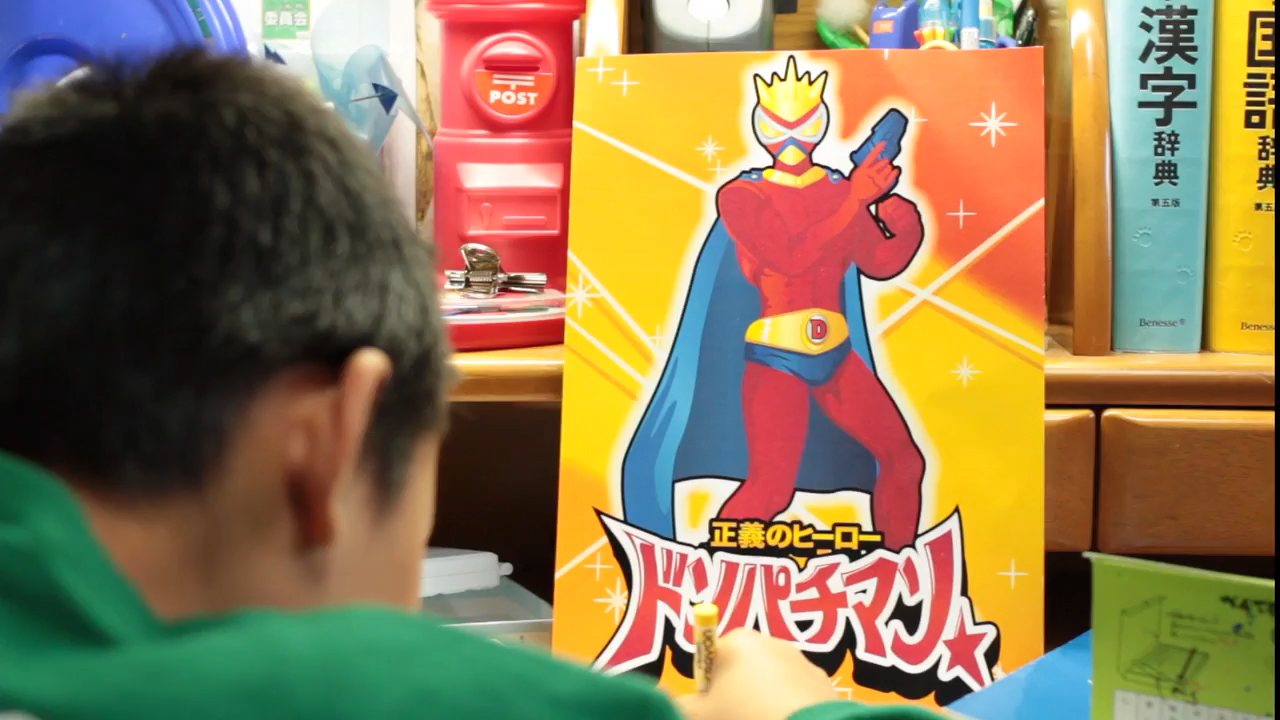 委員会
POST
D
正義のヒーロー
ドンパチマン
漢字辞典
第五版
Benesse®
国語辞典
第五
Benesse